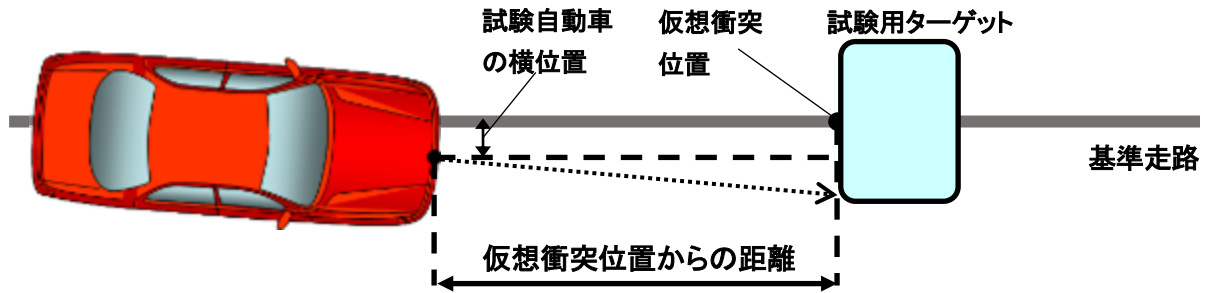 試験自動車
の横位置
仮想衝突
位置
試験用ターゲット
基準走路
仮想衝突位置からの距離